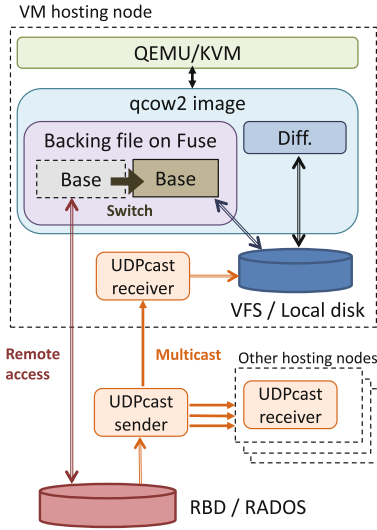 VM hosting node
QEMU/KVM
qcow2 image
Backing file on Fuse
Diff.
Base
Base
Switch
UDPcast
receiver
VFS / Local disk
Remote
access
Multicast
Other hosting nodes
UDPcast
sender
UDPcast
receiver
RBD / RADOS